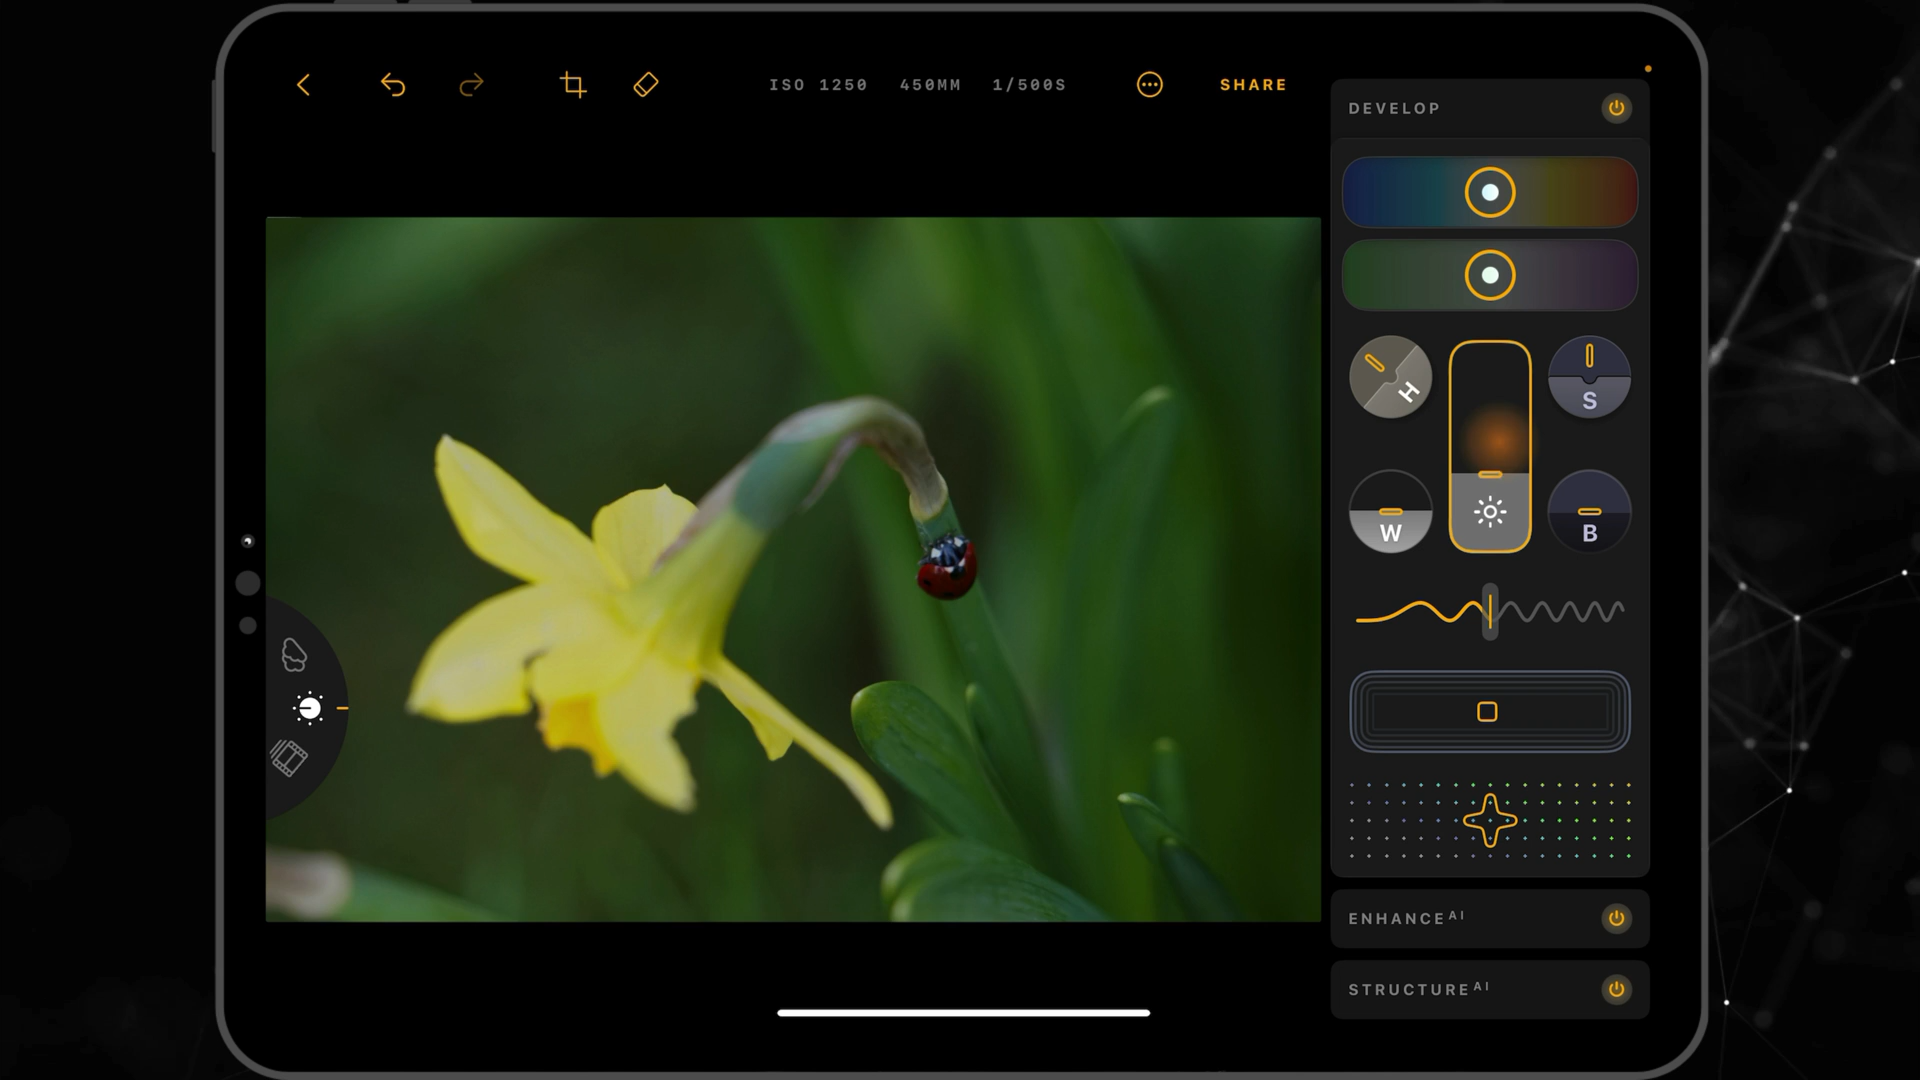 ISO 1250 450MM 1/500S
SHARE
DEVELOP
H
S
W
B
ENHANCE AI
STRUCTURE AI